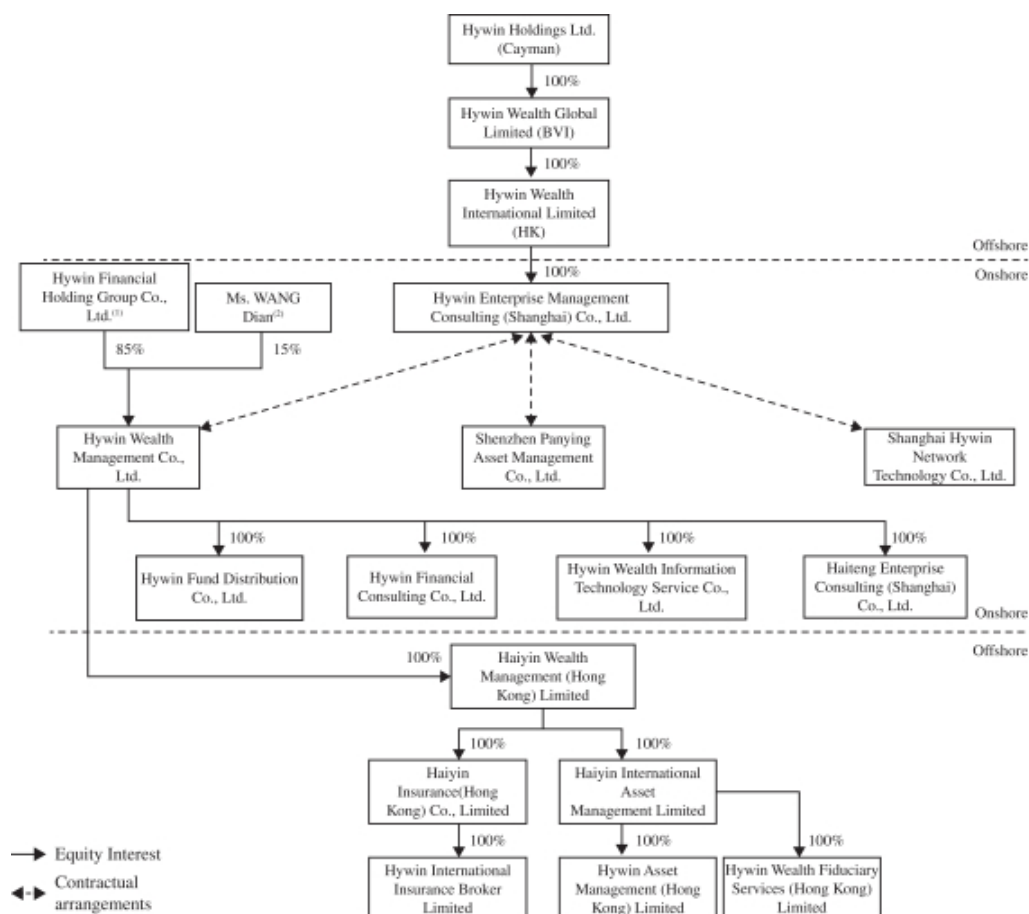 Hywin Holdings Ltd.
(Cayman)
100%
Hywin Wealth Global
Limited (BVI)
100%
Hywin Wealth
International Limited
(HK)
Offshore
Onshore
100%
Hywin Financial
Holding Group Co.,
Ltd.(1)
Ms. WANG
Dian(2)
Hywin Enterprise Management
Consulting (Shanghai) Co., Ltd.
85%
15%
Hywin Wealth
Management Co.,
Ltd.
Shenzhen Panying
Asset Management
Co., Ltd.
Shanghai Hywin
Network
Technology Co., Ltd.
100%
100%
100%
100%
Hywin Fund Distribution
Co., Ltd.
Hywin Financial
Consulting Co., Ltd.
Hywin Wealth Information
Technology Service Co.,
Ltd.
Haiteng Enterprise
Consulting (Shanghai)
Co., Ltd.
Onshore
Offshore
100%
Haiyin Wealth
Management (Hong
Kong) Limited
100%
100%
Haiyin
Insurance(Hong
Kong) Co., Limited
Haiyin International
Asset
Management Limited
100%
100%
100%
Hywin International
Insurance Broker
Limited
Hywin Asset
Management (Hong
Kong) Limited
Hywin Wealth Fiduciary
Services (Hong Kong)
Limited
Equity Interest
Contractual
arrangements